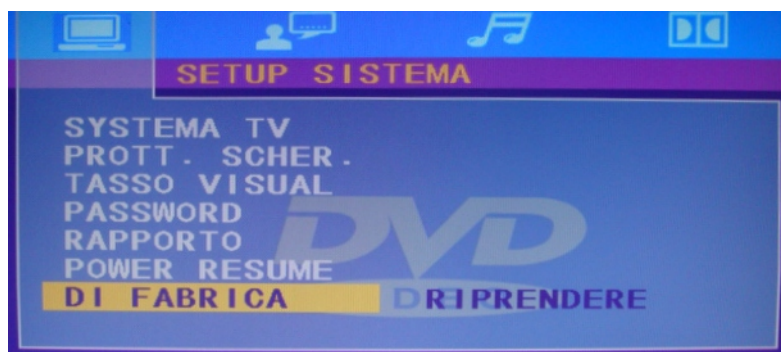 SETUP SISTEMA
SYSTEMA TV
PROTT. SCHER.
TASSO VISUAL
PASSWORD
RAPPORTO
DVD
POWER RESUME
DI FABRICA RIPRENDERE